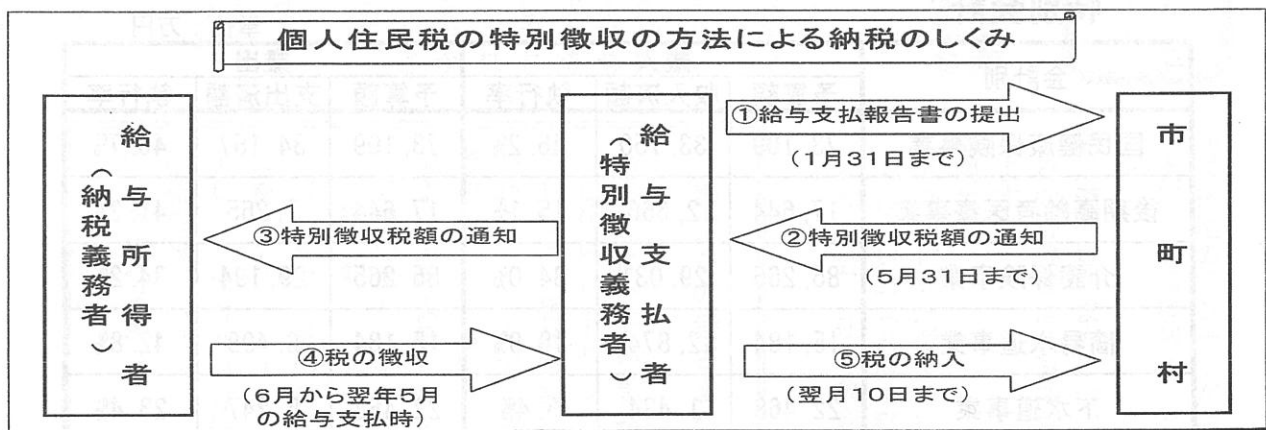 個人住民税の特別徴収の方法による納税のしくみ
給与所得者
（納税義務者）
給与支払者
（特別徴収義務者）
市町村
①給与支払報告書の提出
（1月31日まで）
②特別徴収税額の通知
（5月31日まで）
③特別徴収税額の通知
④税の徴収
（6月から翌年5月
の給与支払時）
⑤税の納入
（翌月10日まで）